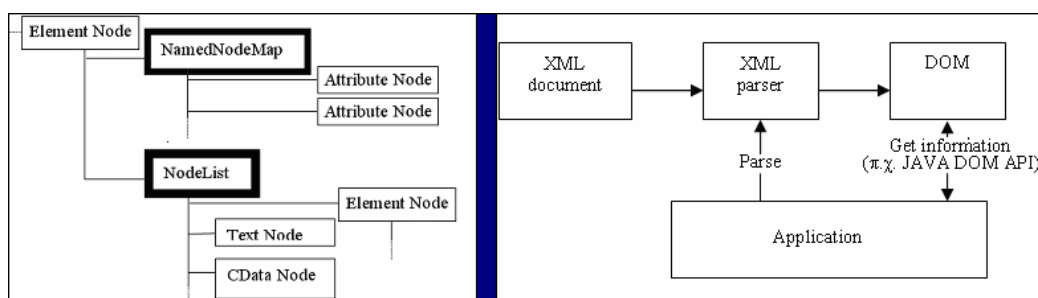 Element Node
NamedNodeMap
Attribute Node
Attribute Node
NodeList
Element Node
Text Node
CData Node
XML
document
XML
parser
DOM
Parse
Get information
(π.χ. JAVA DOM API)
Application